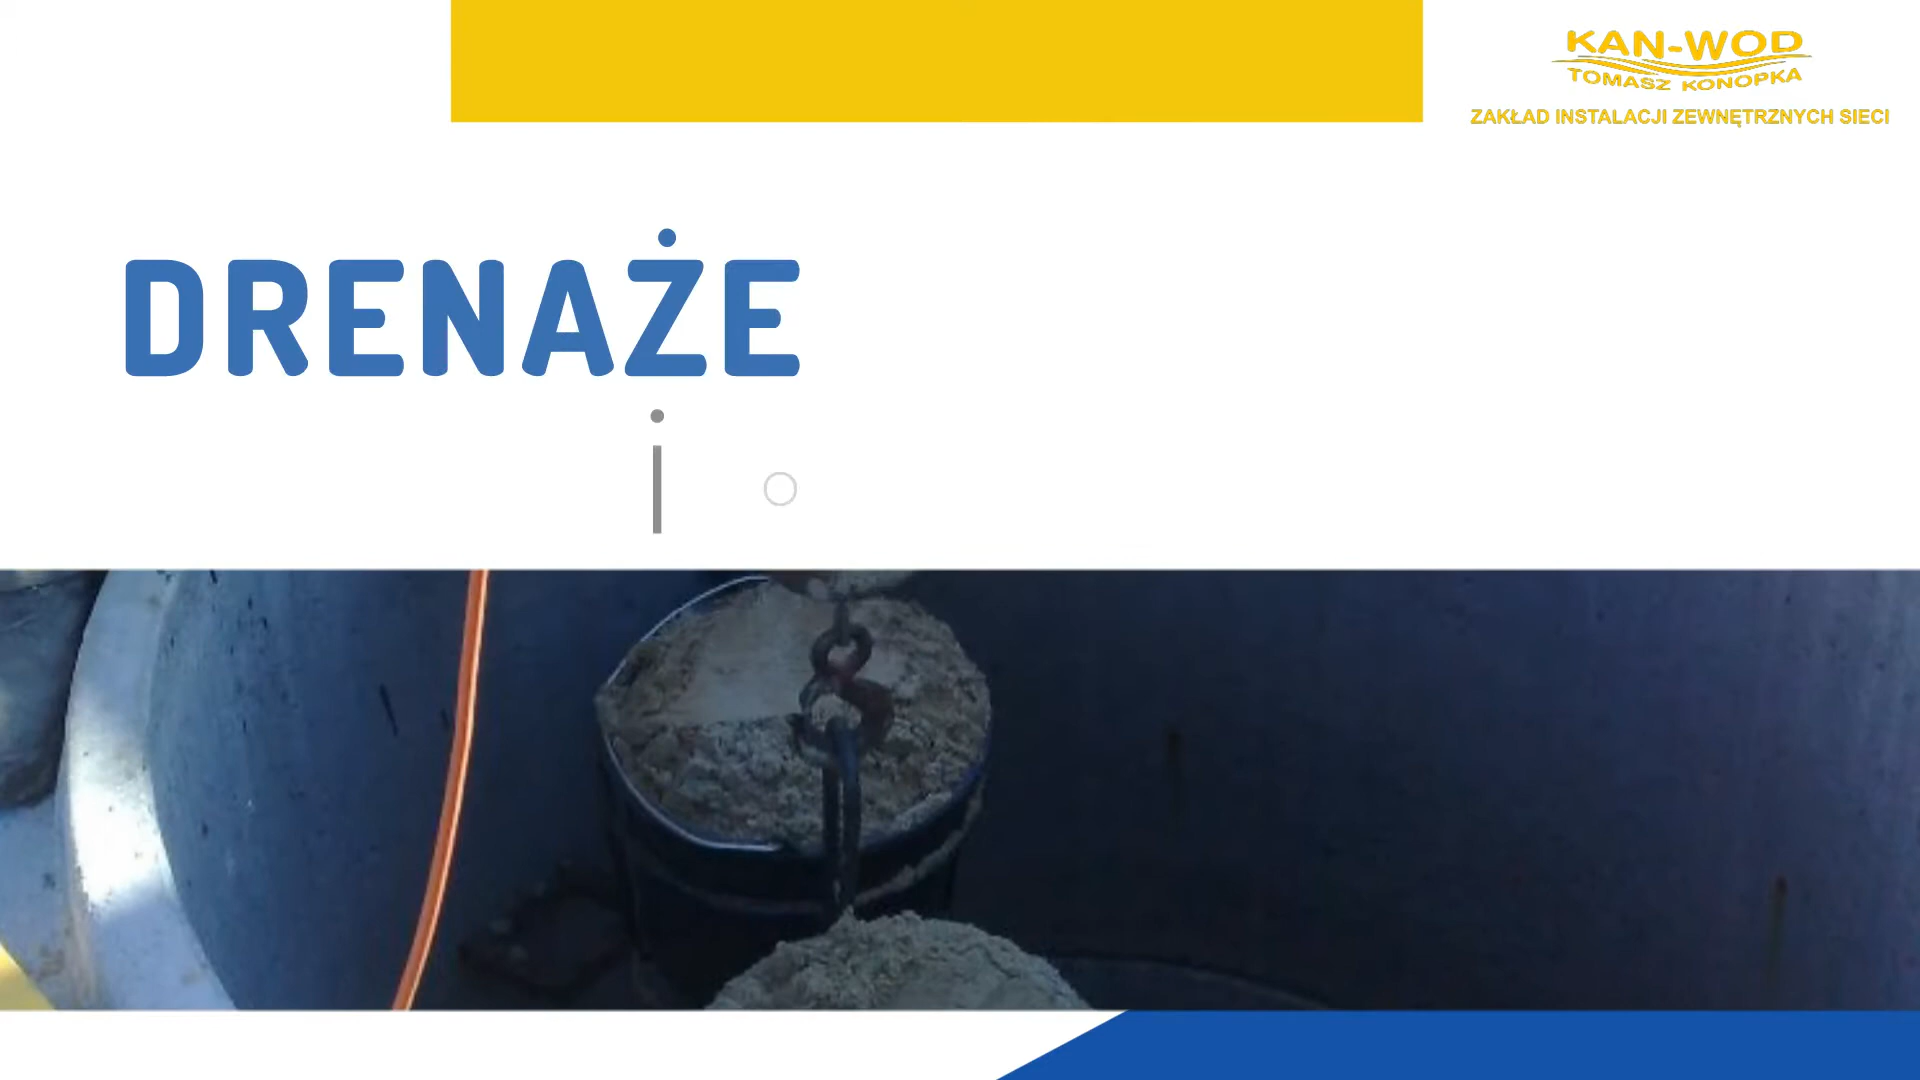 KAN-WOD
TOMASZ KONOPKA
ZAKŁAD INSTALACJI ZEWNĘTRZNYCH SIECI
DRENAŻE